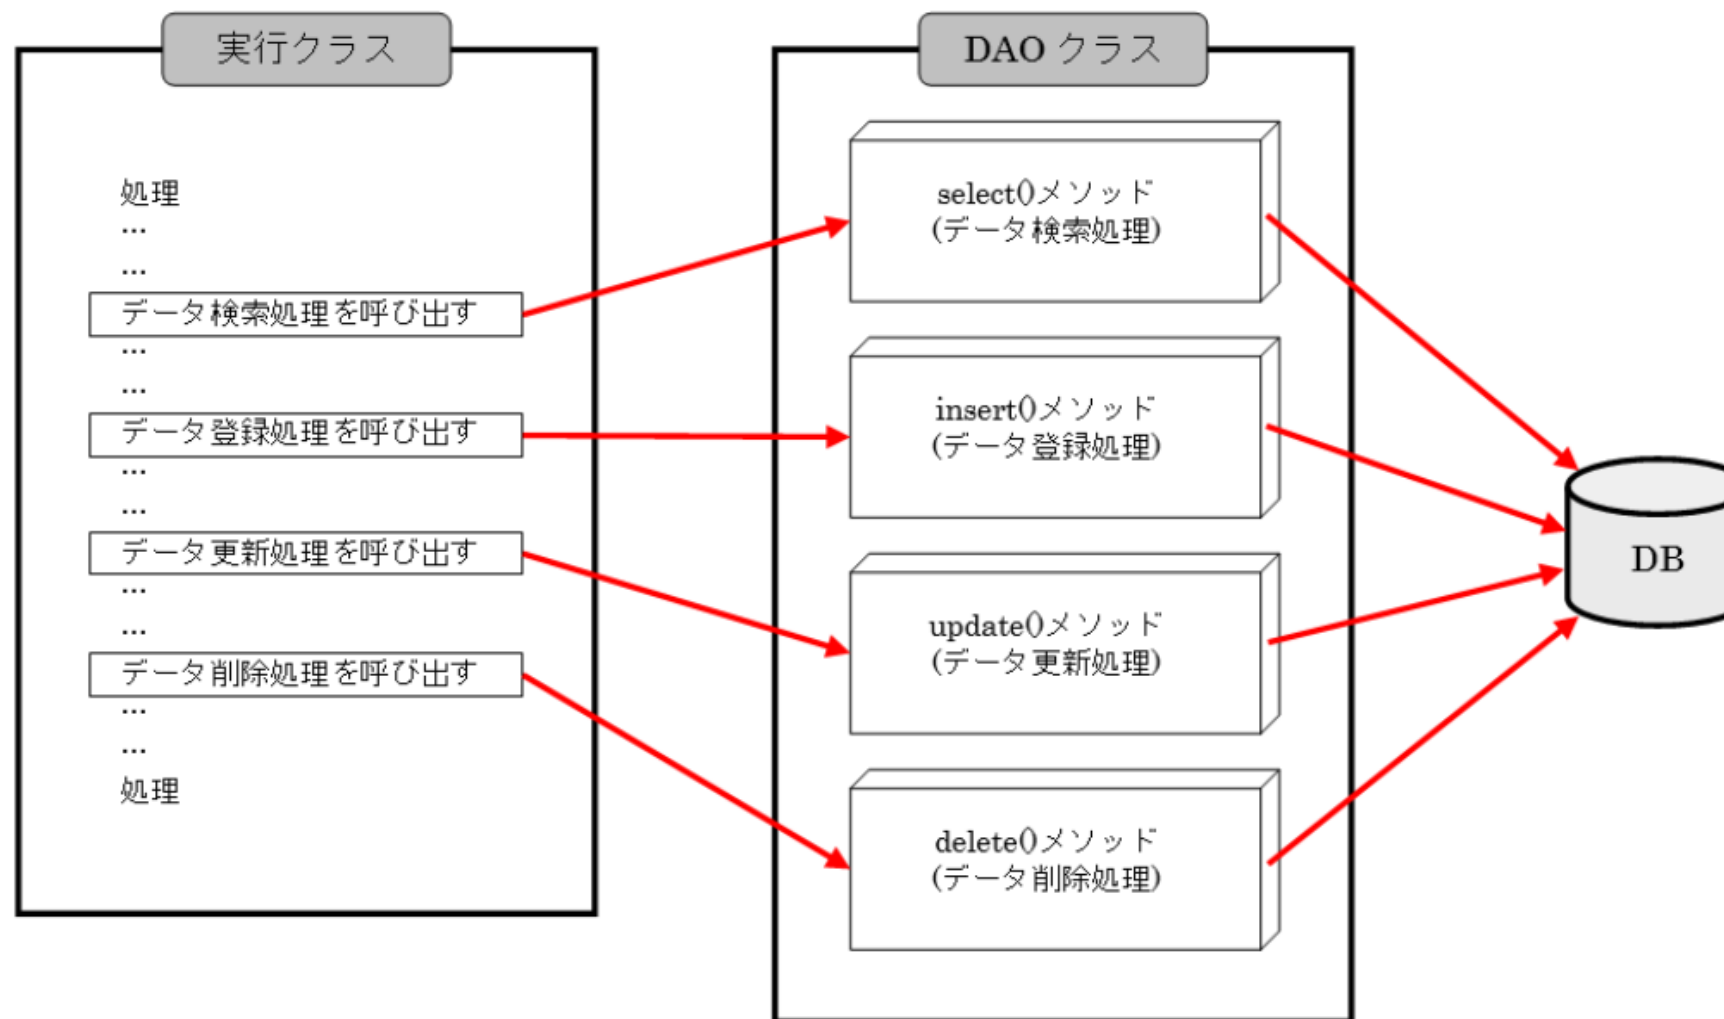 実行クラス
処理
…
…
データ検索処理を呼び出す
…
…
データ登録処理を呼び出す
…
…
データ更新処理を呼び出す
…
…
データ削除処理を呼び出す
…
…
処理
DAO クラス
select()メソッド
(データ検索処理)
insert()メソッド
(データ登録処理)
update()メソッド
(データ更新処理)
delete()メソッド
(データ削除処理)
DB